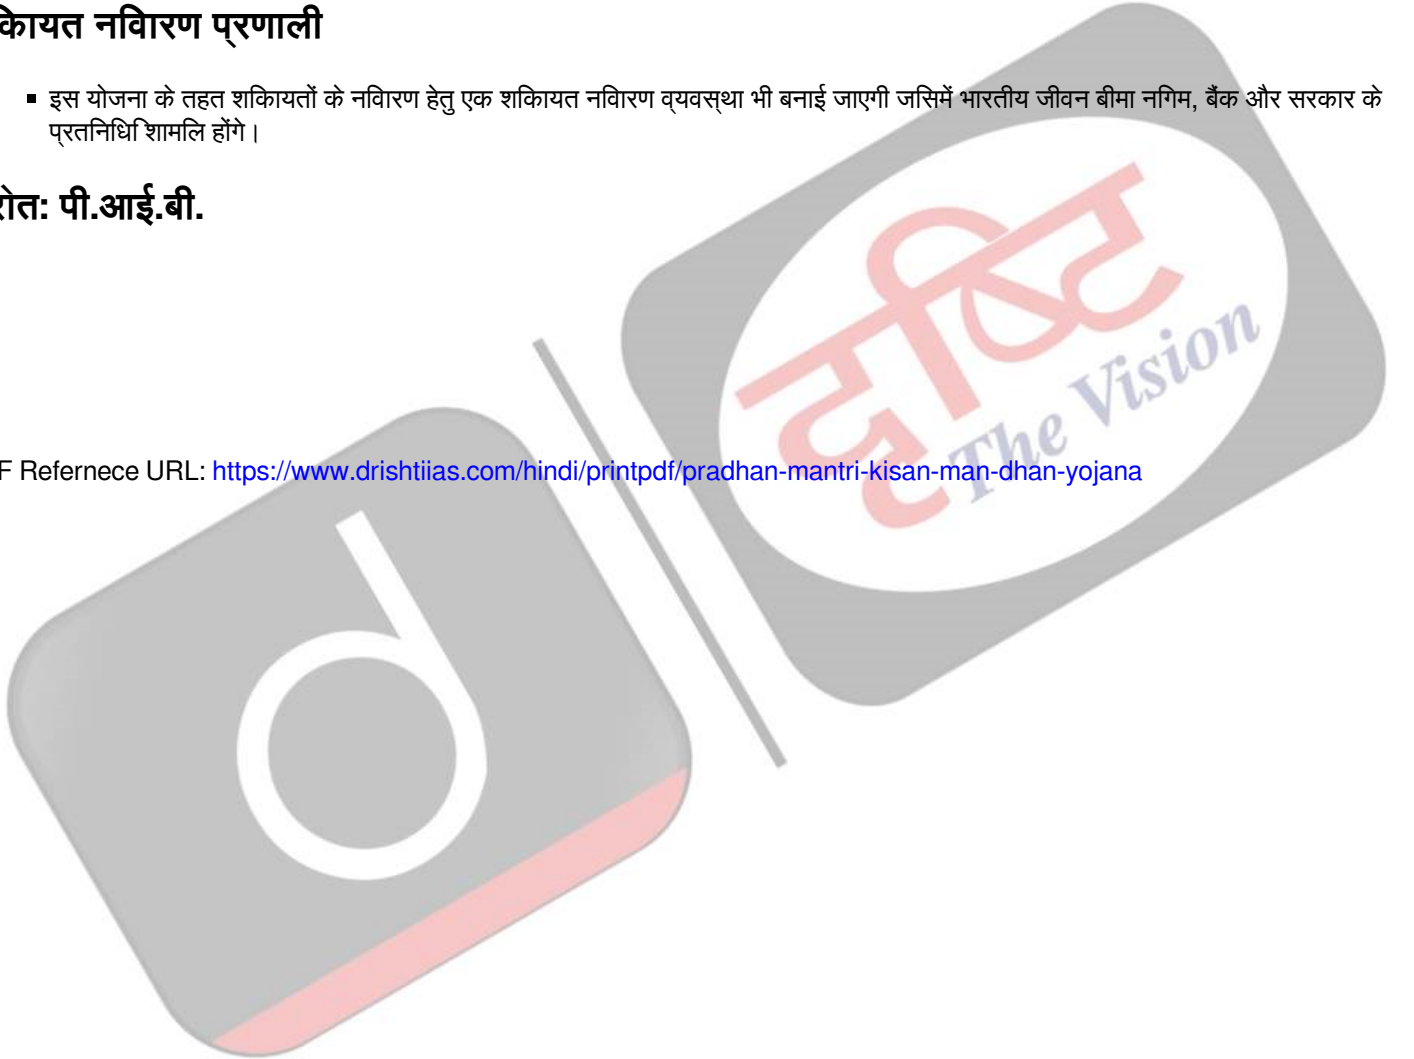 कायत निवारण प्रणाली
▪ इस योजना के तहत शिकायतों के निवारण हेतु एक शिकायत निवारण व्यवस्था भी बनाई जाएगी जिसमें भारतीय जीवन बीमा निगम, बैंक और सरकार के
प्रतिनिधि शामिल होंगे।
रोत: पी.आई.बी.
दृष्टि
The Vision
F Refernece URL: https://www.drishtiias.com/hindi/printpdf/pradhan-mantri-kisan-man-dhan-yojana
d